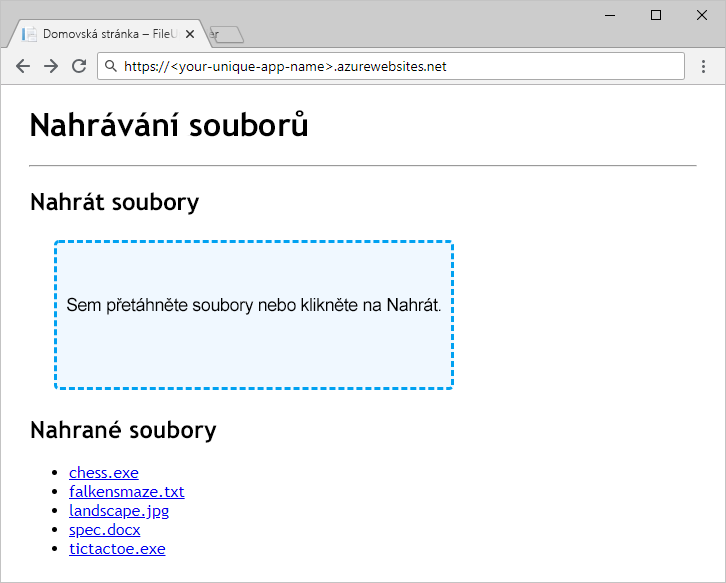 Domovská stránka – File
https://<your-unique-app-name>.azurewebsites.net
Nahrávání souborů
Nahrát soubory
Sem přetáhněte soubory nebo klikněte na Nahrát.
Nahrané soubory
chess.exe
falkensmaze.txt
landscape.jpg
spec.docx
tictactoe.exe